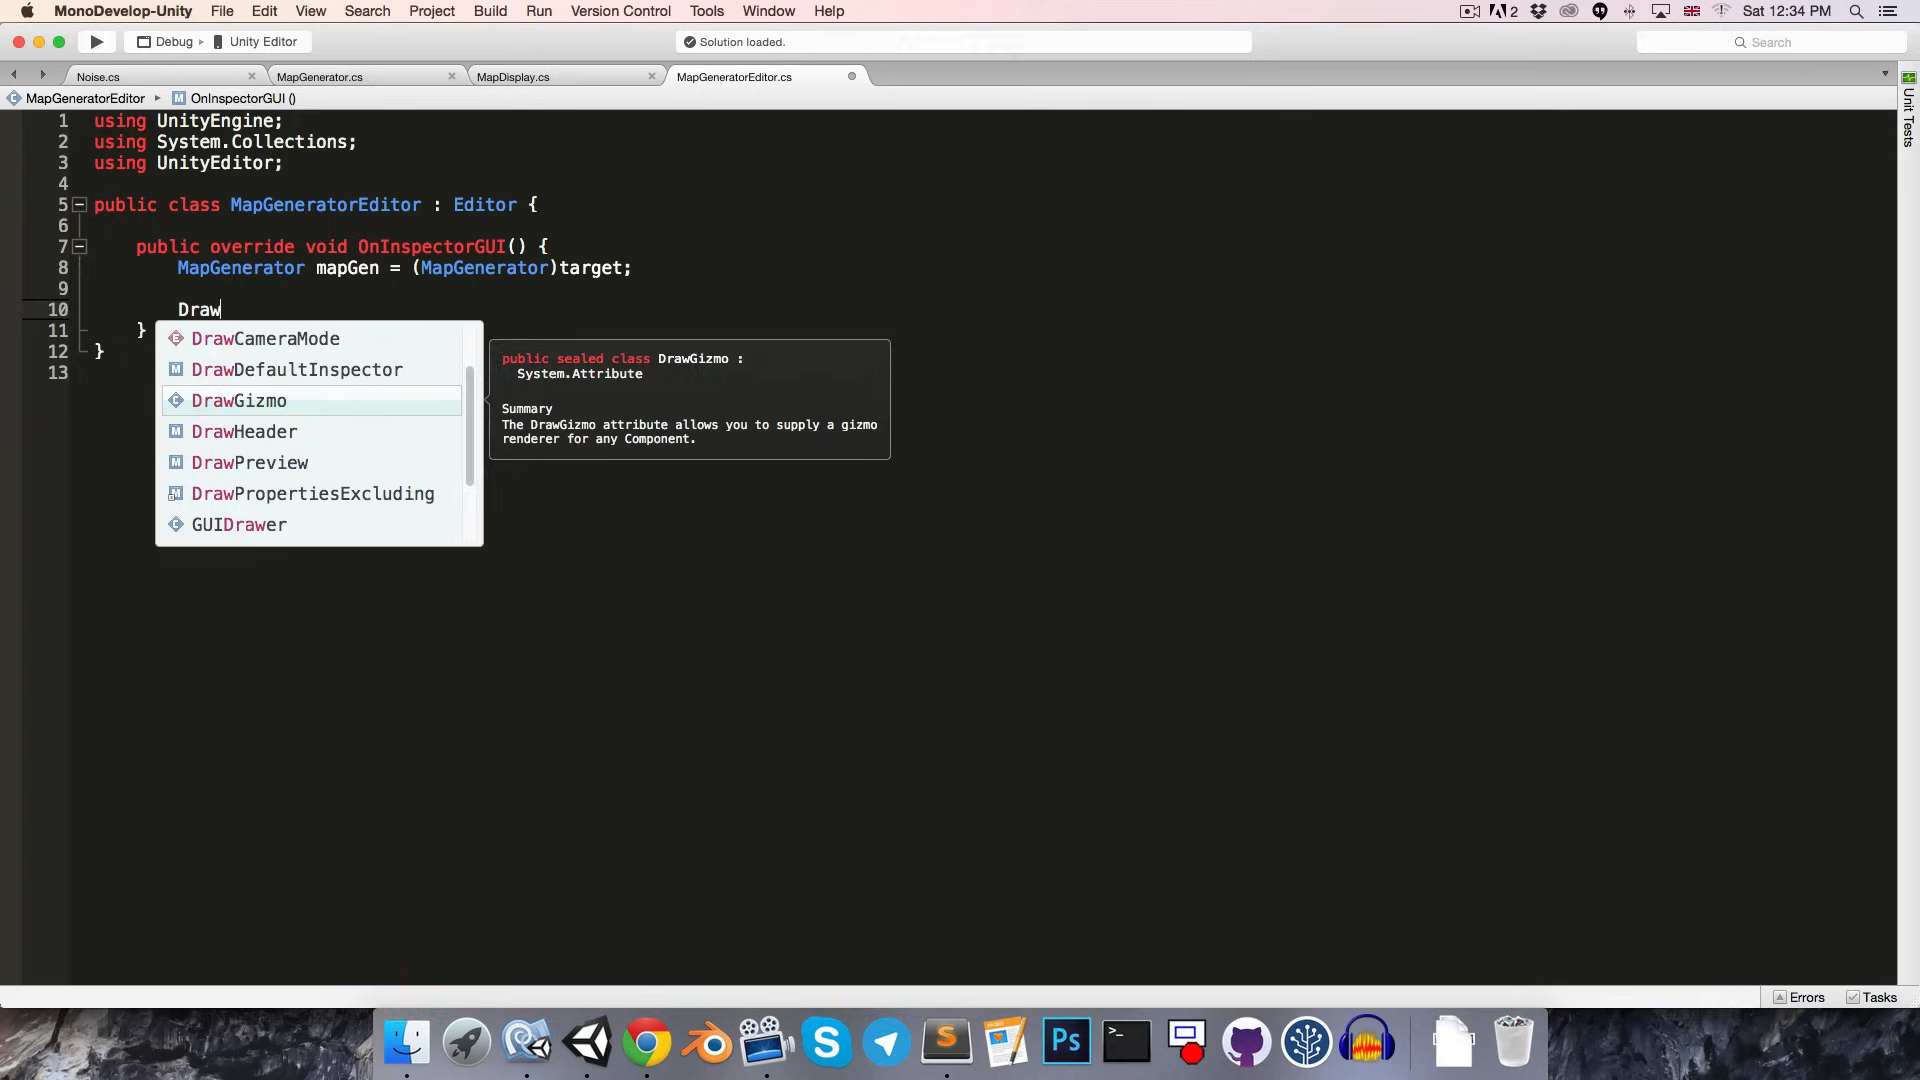 MonoDevelop-Unity File Edit View Search Project Build Run Version Control Tools Window Help 2 Sat 12:34 PM
Debug Unity Editor Solution loaded. Search
Noise.cs MapGenerator.cs MapDisplay.cs MapGeneratorEditor.cs
MapGeneratorEditor OnInspectorGUI ()
Unit Tests
1 using UnityEngine;
2 using System.Collections;
3 using UnityEditor;
4
5 public class MapGeneratorEditor : Editor {
6
7 public override void OnInspectorGUI() {
8 MapGenerator mapGen = (MapGenerator)target;
9
10 Draw
11 }
12 }
13
DrawCameraMode
DrawDefaultInspector
DrawGizmo
DrawHeader
DrawPreview
DrawPropertiesExcluding
GUIDrawer
public sealed class DrawGizmo :
System.Attribute
Summary
The DrawGizmo attribute allows you to supply a gizmo
renderer for any Component.
Errors Tasks
PAGES
Ps